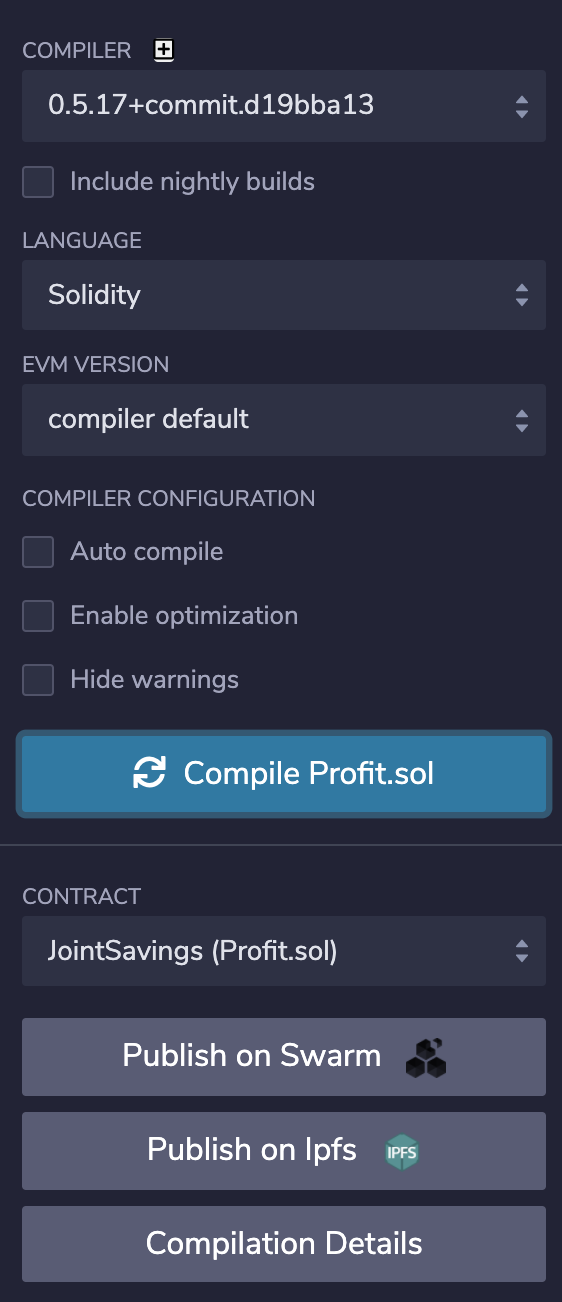 COMPILER
0.5.17+commit.d19bba13
Include nightly builds
LANGUAGE
Solidity
EVM VERSION
compiler default
COMPILER CONFIGURATION
Auto compile
Enable optimization
Hide warnings
Compile Profit.sol
CONTRACT
JointSavings (Profit.sol)
Publish on Swarm
Publish on Ipfs IPFS
Compilation Details